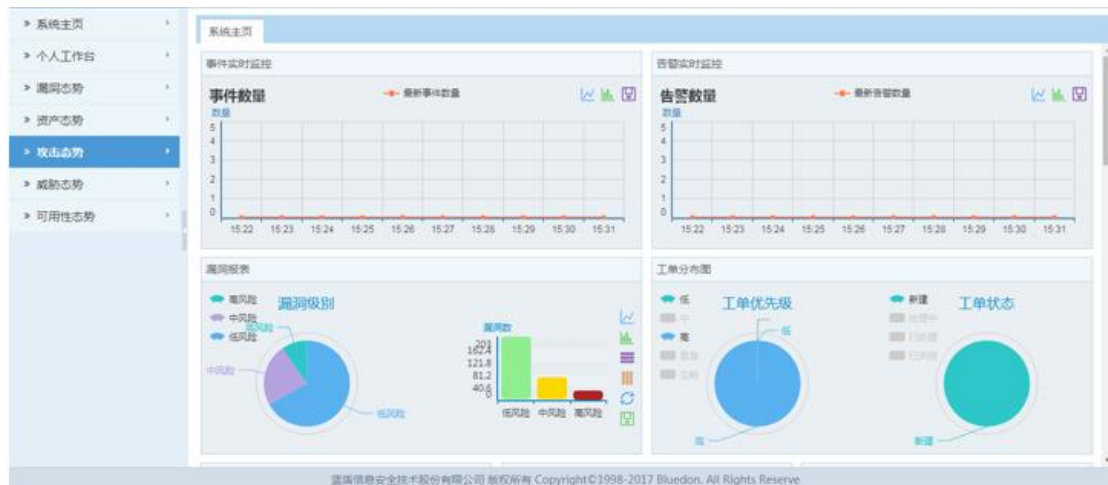 系统主页
个人工作台
漏洞态势
资产态势
攻击态势
威胁态势
可用性态势
系统主页
事件实时监控
事件数量
最新事件数量
数量
5
4
3
2
1
0
15:22 15:23 15:24 15:25 15:26 15:27 15:28 15:29 15:30 15:31
告警实时监控
告警数量
最新告警数量
数量
5
4
3
2
1
0
15:22 15:23 15:24 15:25 15:26 15:27 15:28 15:29 15:30 15:31
漏洞报表
高风险
中风险
低风险
漏洞级别
高风险
中风险
低风险
漏洞数
203
162.4
121.8
81.2
40.6
0
低风险 中风险 高风险
工单分布图
低
中
高
工单优先级
低
高
新建
处理中
已处理
已关闭
工单状态
新建
蓝盾信息安全技术股份有限公司 版权所有 Copyright©1998-2017 Bluedon. All Rights Reserve